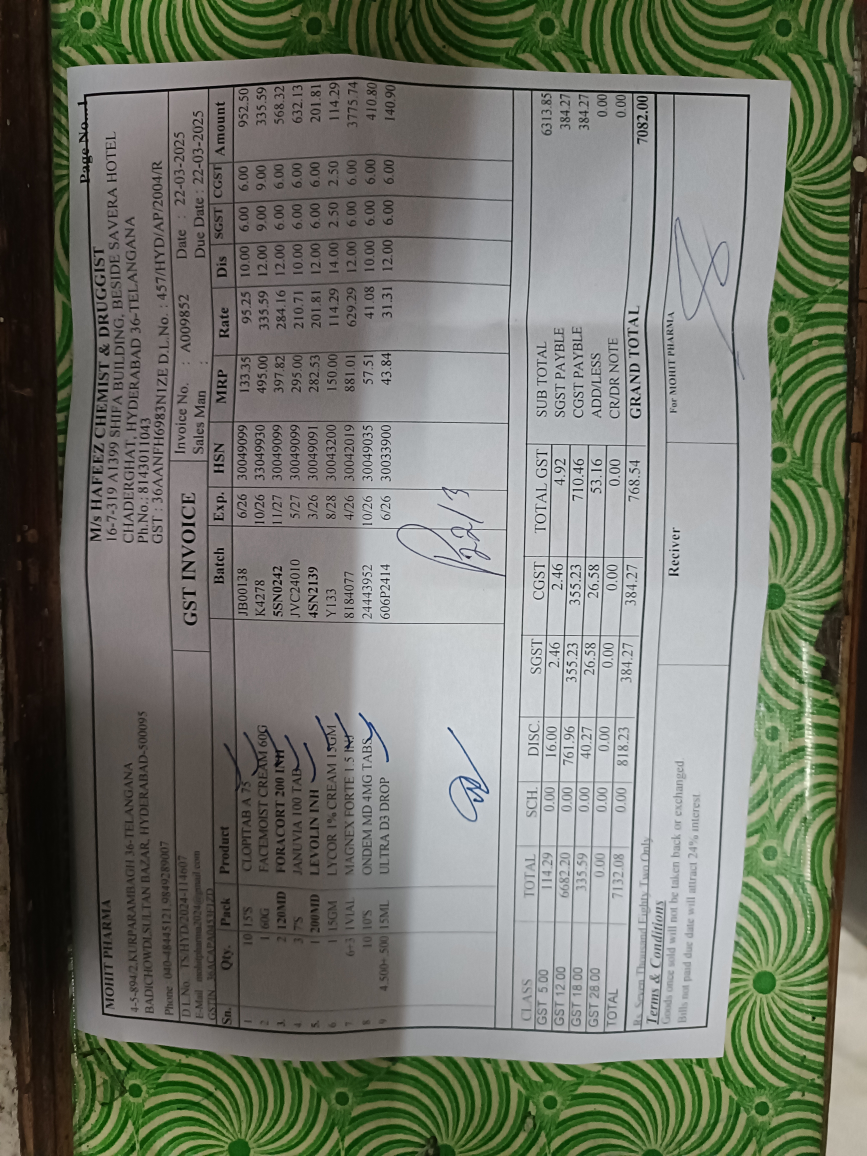 Page No...1
MOHIT PHARMA
4-5-894/2,KURPARAMBAGH 36-TELANGANA
BADICHOWDI,SULTAN BAZAR, HYDERABAD-500095
Phone : 040-48445121,9849289007
D.L.No. TS/HYD/2024-114607
E-Mail
GSTIN
M/s HAFEEZ CHEMIST & DRUGGIST
16-7-319 A1399 SHIFA BUILDING, BESIDE SAVERA HOTEL
CHADERGHAT, HYDERABAD 36-TELANGANA
Ph.No.: 8143011043
GST : 36AANFH6983N1ZE D.L.No. : 457/HYD/AP/2004/R
GST INVOICE
Invoice No. : A009852 Date : 22-03-2025
Sales Man : Due Date : 22-03-2025
Sn. Qty. Pack Product Batch Exp. HSN MRP Rate Dis SGST CGST Amount
1 10 15'S CLOPITAB A 75 JB00138 6/26 30049099 133.35 95.25 10.00 6.00 6.00 952.50
2 1 60G FACEMOIST CREAM 60G K4278 10/26 33049930 495.00 335.59 12.00 9.00 9.00 335.59
3. 2 120MD FORACORT 200 INH 5SN0242 11/27 30049099 397.82 284.16 12.00 6.00 6.00 568.32
4. 3 7'S JANUVIA 100 TAB JVC24010 5/27 30049099 295.00 210.71 10.00 6.00 6.00 632.13
5. 1 200MD LEVOLIN INH 4SN2139 3/26 30049091 282.53 201.81 12.00 6.00 6.00 201.81
6 1 15GM LYCOR 1% CREAM 15GM Y133 8/28 30043200 150.00 114.29 14.00 2.50 2.50 114.29
7 6+3 1VIAL MAGNEX FORTE 1.5 INJ 8184077 4/26 30042019 881.01 629.29 12.00 6.00 6.00 3775.74
8 10 10'S ONDEM MD 4MG TABS 24443952 10/26 30049035 57.51 41.08 10.00 6.00 6.00 410.80
9 4.500+.500 15ML ULTRA D3 DROP 606P2414 6/26 30033900 43.84 31.31 12.00 6.00 6.00 140.90
CLASS TOTAL SCH. DISC. SGST CGST TOTAL GST
GST 5.00 114.29 0.00 16.00 2.46 2.46 4.92
GST 12.00 6682.20 0.00 761.96 355.23 355.23 710.46
GST 18.00 335.59 0.00 40.27 26.58 26.58 53.16
GST 28.00 0.00 0.00 0.00 0.00 0.00 0.00
TOTAL 7132.08 0.00 818.23 384.27 384.27 768.54
SUB TOTAL 6313.85
SGST PAYBLE 384.27
CGST PAYBLE 384.27
ADD/LESS 0.00
CR/DR NOTE 0.00
GRAND TOTAL 7082.00
Rs. Seven Thousand Eighty Two Only
Terms & Conditions
Goods once sold will not be taken back or exchanged.
Bills not paid due date will attract 24% interest.
Reciver
For MOHIT PHARMA